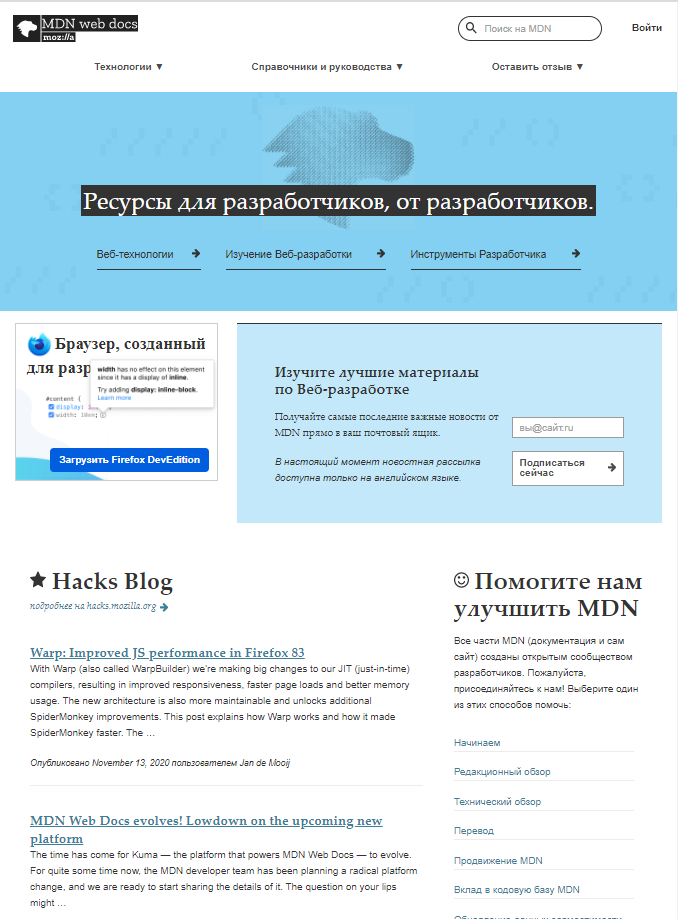 MDN web docs
moz://a
Поиск на MDN
Войти
Технологии ▼
Справочники и руководства ▼
Оставить отзыв ▼
Ресурсы для разработчиков, от разработчиков.
Веб-технологии
Изучение Веб-разработки
Инструменты Разработчика
Браузер, созданный
для разр
width has no effect on this element
since it has a display of inline.
Try adding display: inline-block.
Learn more
#content {
display:
width:
Загрузить Firefox DevEdition
Изучите лучшие материалы
по Веб-разработке
Получайте самые последние важные новости от
MDN прямо в ваш почтовый ящик.
В настоящий момент новостная рассылка
доступна только на английском языке.
вы@сайт.ru
Подписаться
сейчас
Hacks Blog
подробнее на hacks.mozilla.org
Warp: Improved JS performance in Firefox 83
With Warp (also called WarpBuilder) we're making big changes to our JIT (just-in-time)
compilers, resulting in improved responsiveness, faster page loads and better memory
usage. The new architecture is also more maintainable and unlocks additional
SpiderMonkey improvements. This post explains how Warp works and how it made
SpiderMonkey faster. The …
Опубликовано November 13, 2020 пользователем Jan de Mooij
MDN Web Docs evolves! Lowdown on the upcoming new
platform
The time has come for Kuma — the platform that powers MDN Web Docs — to evolve.
For quite some time now, the MDN developer team has been planning a radical platform
change, and we are ready to start sharing the details of it. The question on your lips
might …
Помогите нам
улучшить MDN
Все части MDN (документация и сам
сайт) созданы открытым сообществом
разработчиков. Пожалуйста,
присоединяйтесь к нам! Выберите один
из этих способов помочь:
Начинаем
Редакционный обзор
Технический обзор
Перевод
Продвижение MDN
Вклад в кодовую базу MDN